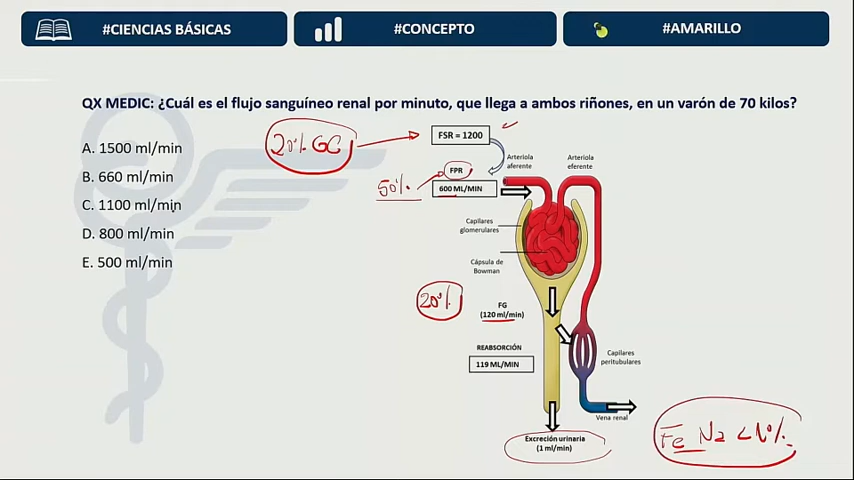 #CIENCIAS BÁSICAS
#CONCEPTO
#AMARILLO
QX MEDIC: ¿Cuál es el flujo sanguíneo renal por minuto, que llega a ambos riñones, en un varón de 70 kilos?
A. 1500 ml/min
B. 660 ml/min
C. 1100 ml/min
D. 800 ml/min
E. 500 ml/min
20% GC
FSR = 1200
Arteriola
aferente
Arteriola
eferente
FPR
50%
600 ML/MIN
Capilares
glomerulares
Cápsula de
Bowman
20%
FG
(120 ml/min)
REABSORCIÓN
119 ML/MIN
Capilares
peritubulares
Vena renal
Excreción urinaria
(1 ml/min)
Fe Na < 1%